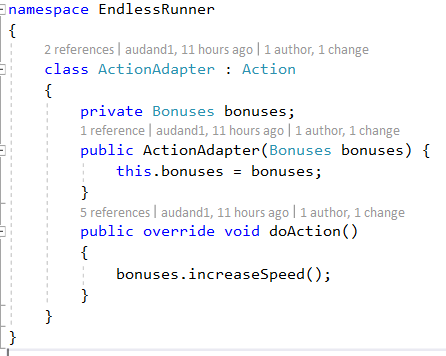 namespace EndlessRunner
{
2 references | audand1, 11 hours ago | 1 author, 1 change
class ActionAdapter : Action
{
private Bonuses bonuses;
1 reference | audand1, 11 hours ago | 1 author, 1 change
public ActionAdapter(Bonuses bonuses) {
this.bonuses = bonuses;
}
5 references | audand1, 11 hours ago | 1 author, 1 change
public override void doAction()
{
bonuses.increaseSpeed();
}
}
}